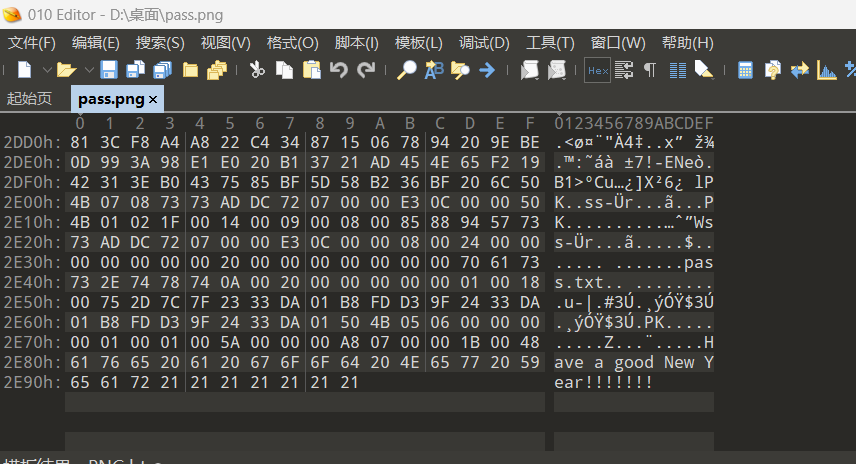 010 Editor - D:\桌面\pass.png
文件(F) 编辑(E) 搜索(S) 视图(V) 格式(O) 脚本(I) 模板(L) 调试(D) 工具(T) 窗口(W) 帮助(H)
Hex
起始页 pass.png ×
0 1 2 3 4 5 6 7 8 9 A B C D E F 0123456789ABCDEF
2DD0h: 81 3C F8 A4 A8 22 C4 34 87 15 06 78 94 20 9E BE .<ø¤¨"Ä4‡..x” ž¾
2DE0h: 0D 99 3A 98 E1 E0 20 B1 37 21 AD 45 4E 65 F2 19 .™:˜áà ±7!-ENeò.
2DF0h: 42 31 3E B0 43 75 85 BF 5D 58 B2 36 BF 20 6C 50 B1>°Cu…¿]X²6¿ lP
2E00h: 4B 07 08 73 73 AD DC 72 07 00 00 E3 0C 00 00 50 K..ss-Ür...ã...P
2E10h: 4B 01 02 1F 00 14 00 09 00 08 00 85 88 94 57 73 K..........…ˆ”Ws
2E20h: 73 AD DC 72 07 00 00 E3 0C 00 00 08 00 24 00 00 s-Ür...ã.....$..
2E30h: 00 00 00 00 00 20 00 00 00 00 00 00 00 70 61 73 ..... .......pas
2E40h: 73 2E 74 78 74 0A 00 20 00 00 00 00 00 01 00 18 s.txt.. ........
2E50h: 00 75 2D 7C 7F 23 33 DA 01 B8 FD D3 9F 24 33 DA .u-|.#3Ú.¸ýÓŸ$3Ú
2E60h: 01 B8 FD D3 9F 24 33 DA 01 50 4B 05 06 00 00 00 .¸ýÓŸ$3Ú.PK.....
2E70h: 00 01 00 01 00 5A 00 00 00 A8 07 00 00 1B 00 48 .....Z...¨.....H
2E80h: 61 76 65 20 61 20 67 6F 6F 64 20 4E 65 77 20 59 ave a good New Y
2E90h: 65 61 72 21 21 21 21 21 21 21 ear!!!!!!!